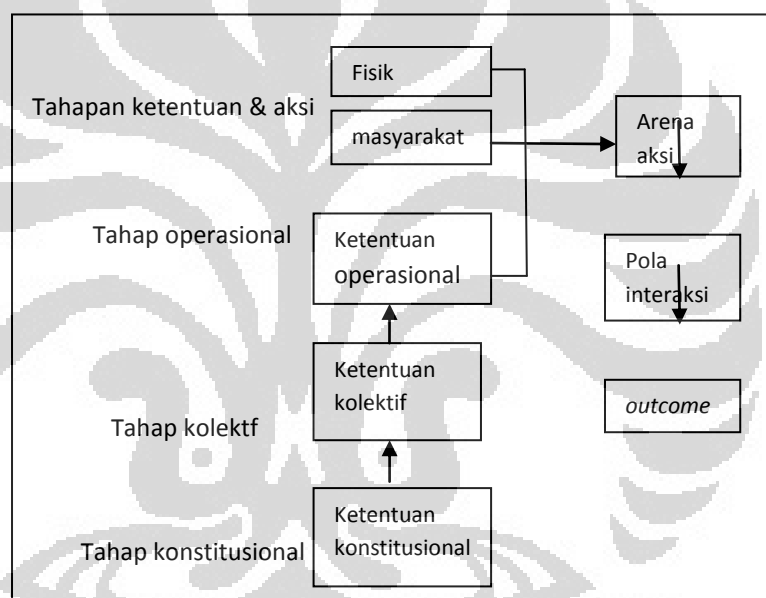 Fisik
Tahapan ketentuan & aksi
masyarakat
Arena
aksi
Tahap operasional
Ketentuan
operasional
Pola
interaksi
Ketentuan
kolektif
outcome
Tahap kolektf
Ketentuan
konstitusional
Tahap konstitusional